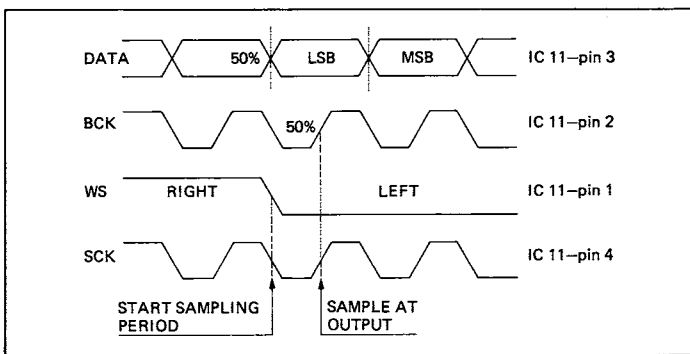 DATA 50% LSB MSB IC 11–pin 3
BCK 50% IC 11–pin 2
WS RIGHT LEFT IC 11–pin 1
SCK IC 11–pin 4
START SAMPLING
PERIOD
SAMPLE AT
OUTPUT